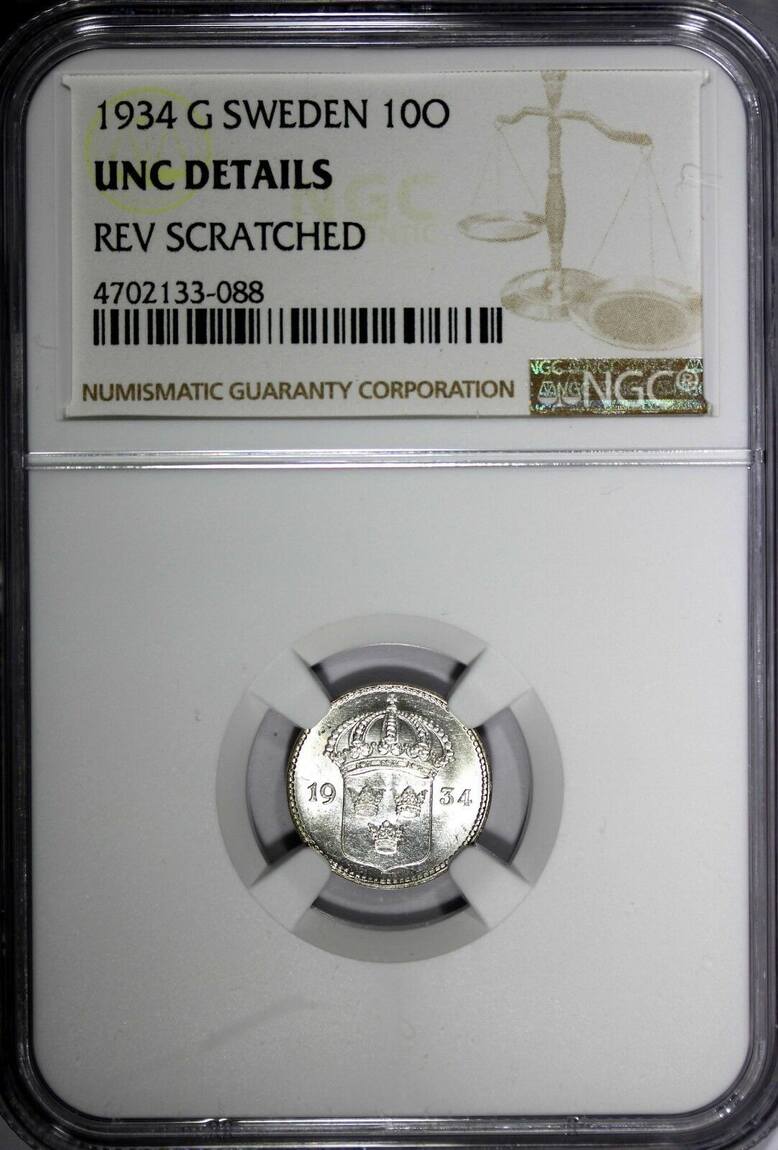 1934 G SWEDEN 10O
UNC DETAILS
REV SCRATCHED
4702133-088
NUMISMATIC GUARANTY CORPORATION
NGC
19 34